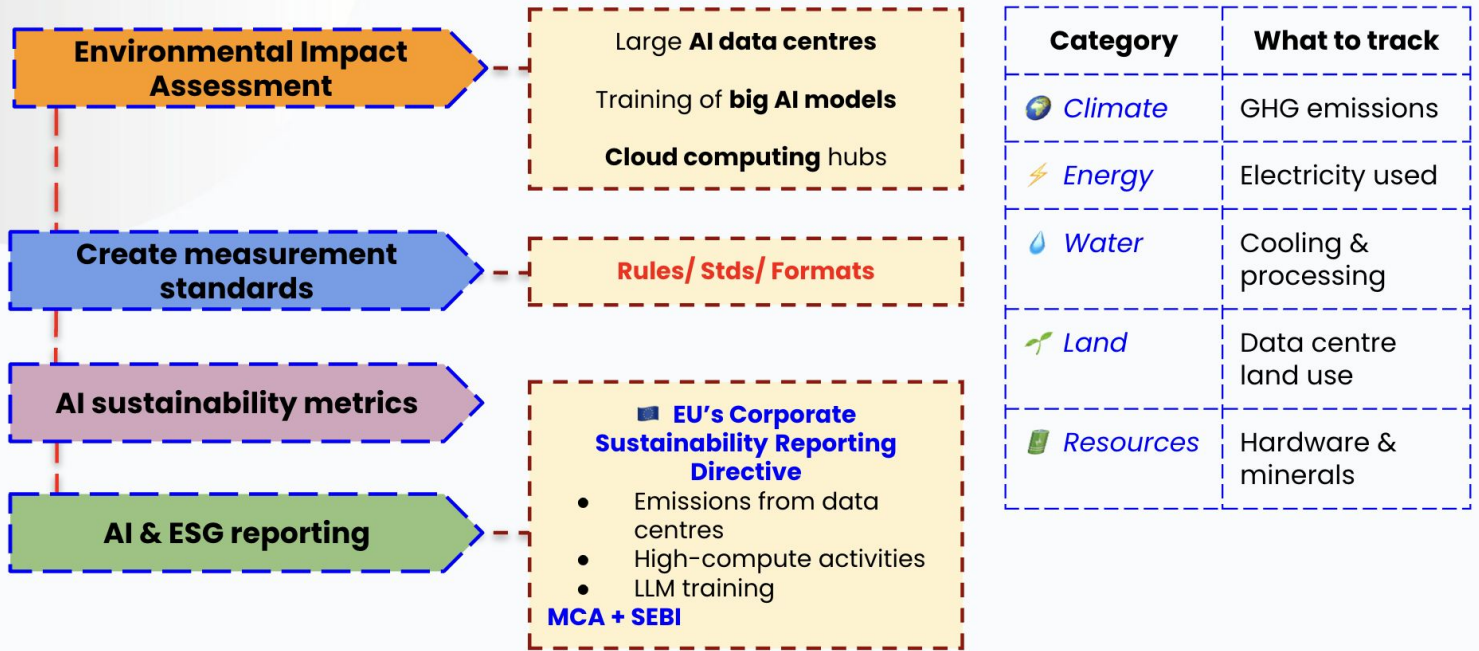 Environmental Impact
Assessment
Large AI data centres
Training of big AI models
Cloud computing hubs
Create measurement
standards
Rules/ Stds/ Formats
AI sustainability metrics
AI & ESG reporting
🇪🇺 EU’s Corporate
Sustainability Reporting
Directive
● Emissions from data
centres
● High-compute activities
● LLM training
MCA + SEBI
Category What to track
🌍 Climate GHG emissions
⚡ Energy Electricity used
💧 Water Cooling &
processing
🌱 Land Data centre
land use
🛢️ Resources Hardware &
minerals